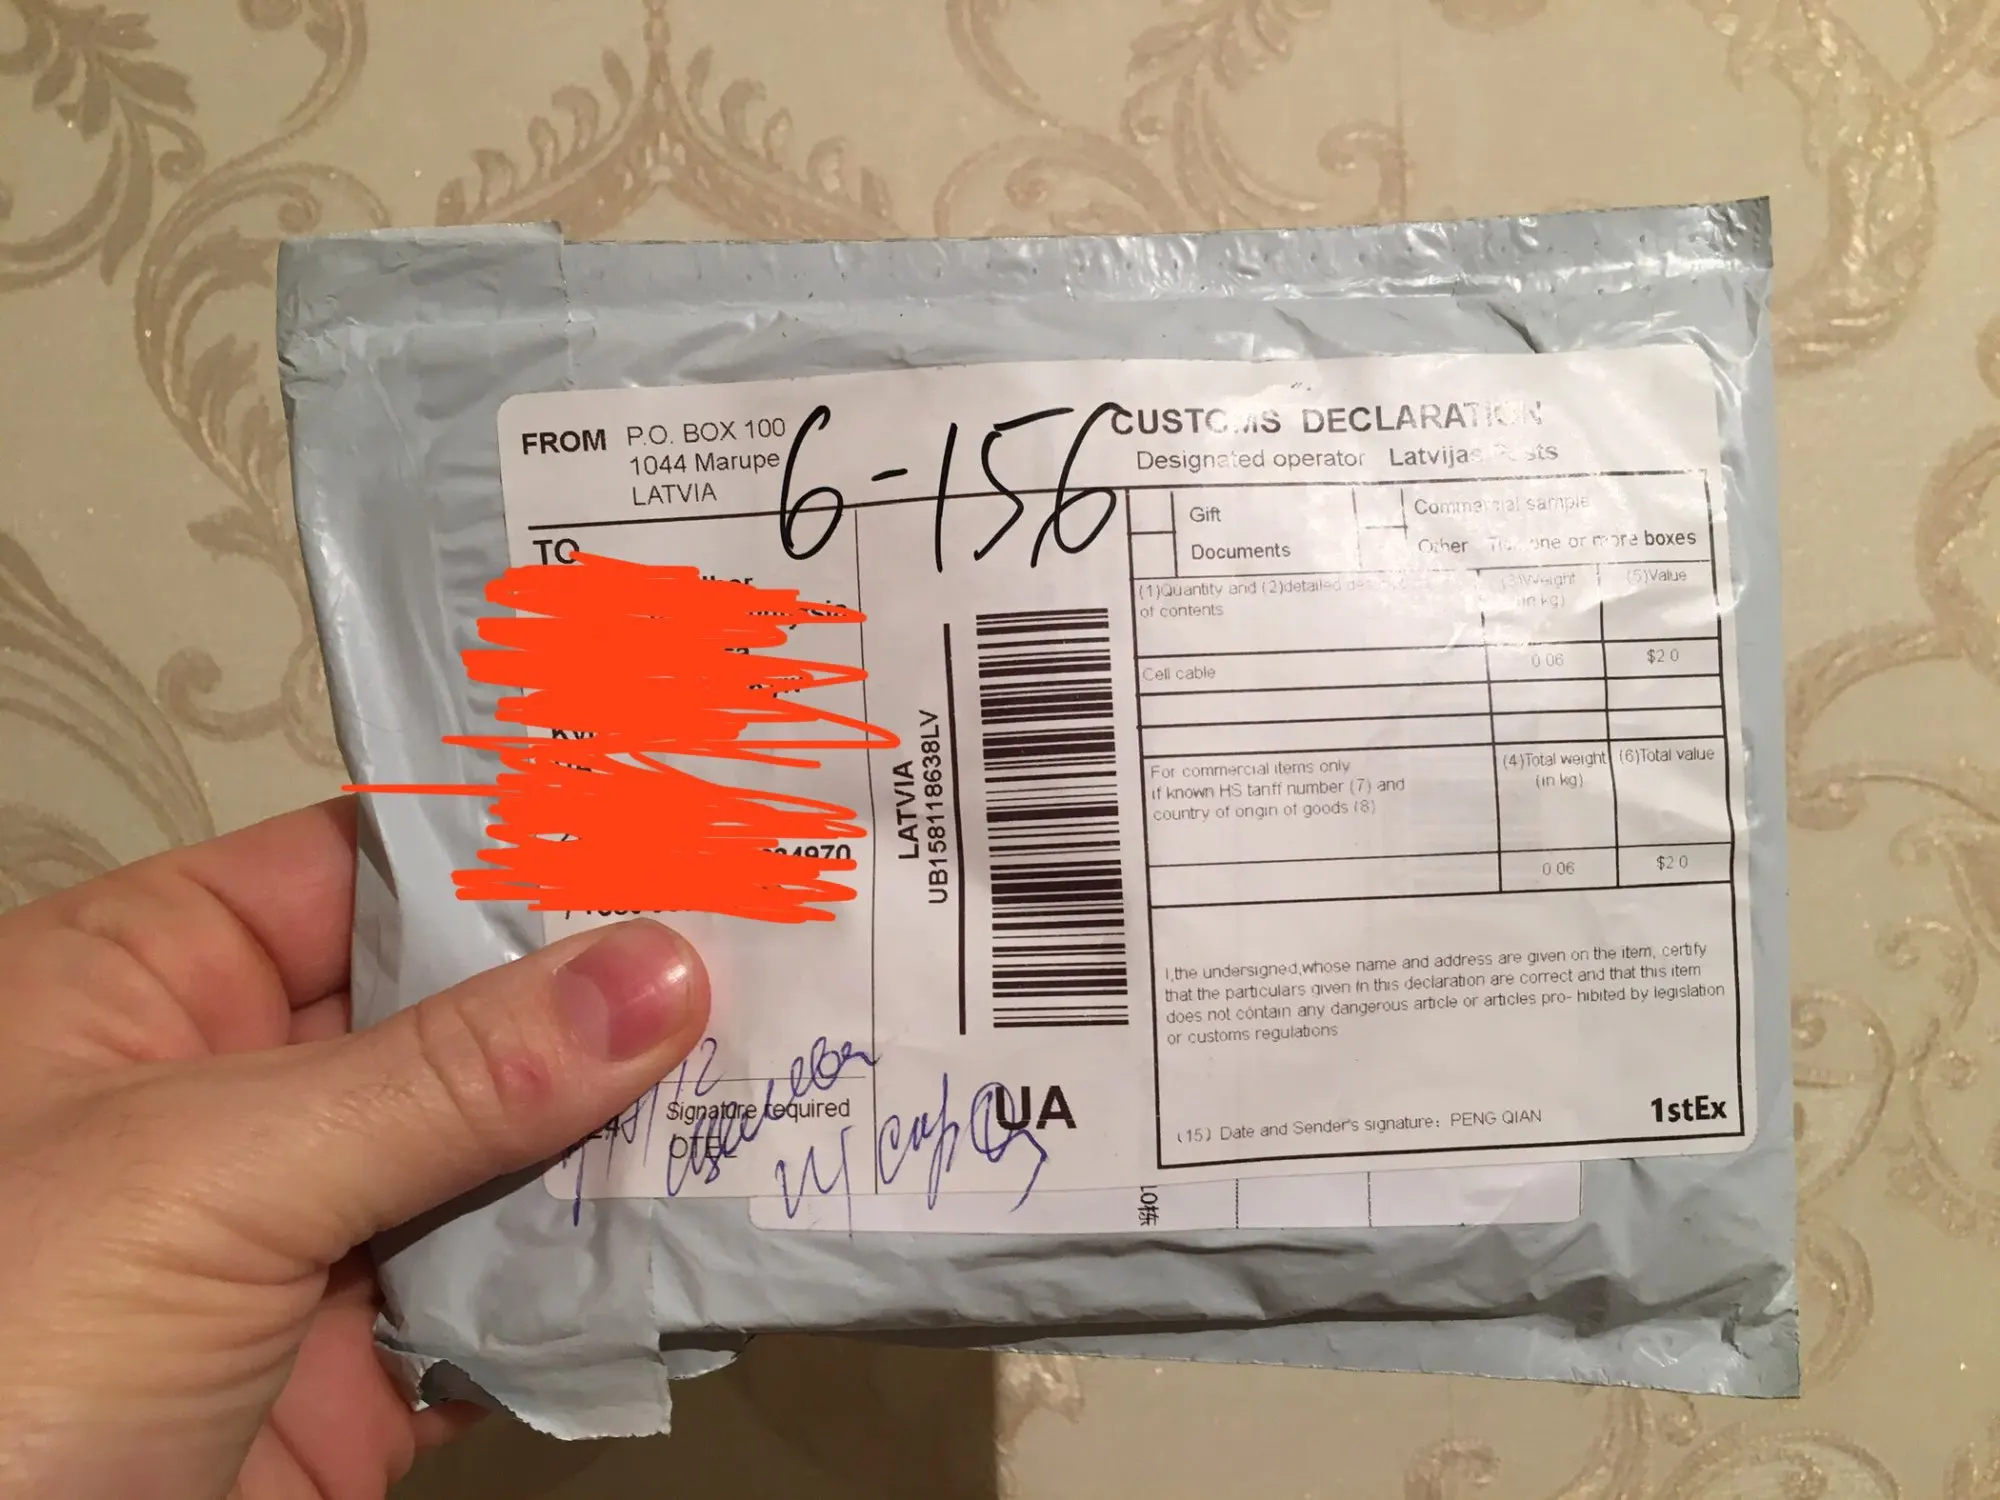 FROM P.O. BOX 100
1044 Marupe
LATVIA
6-156
TO
4970
LATVIA
UB158118638LV
Signature required
UA
CUSTOMS DECLARATION
Designated operator Latvijas Pasts
Gift
Commercial sample
Documents
Other Tick one or more boxes
(1)Quantity and (2)detailed
of contents
(3)Weight
(in kg)
(5)Value
Cell cable
0 06
$2 0
For commercial items only
if known HS tariff number (7) and
country of origin of goods (8)
(4)Total weight
(in kg)
(6)Total value
0 06
$2 0
I,the undersigned,whose name and address are given on the item, certify
that the particulars given in this declaration are correct and that this item
does not contain any dangerous article or articles pro- hibited by legislation
or customs regulations
(15) Date and Sender's signature: PENG QIAN
1stEx